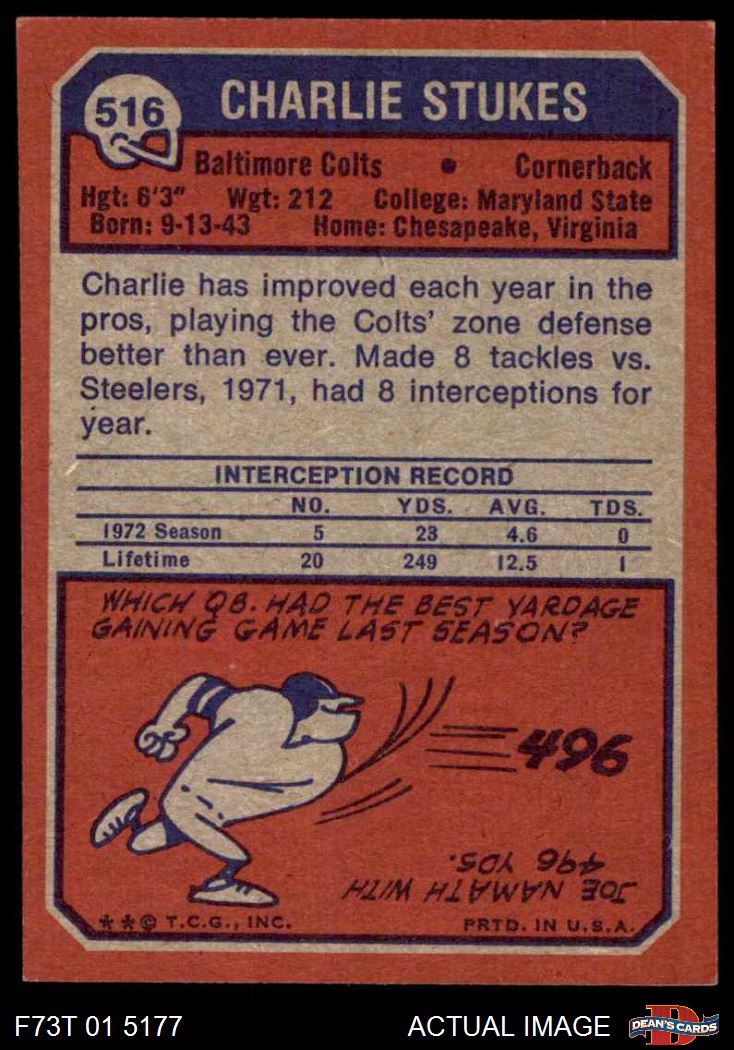 516
CHARLIE STUKES
Baltimore Colts • Cornerback
Hgt: 6'3" Wgt: 212 College: Maryland State
Born: 9-13-43 Home: Chesapeake, Virginia
Charlie has improved each year in the
pros, playing the Colts' zone defense
better than ever. Made 8 tackles vs.
Steelers, 1971, had 8 interceptions for
year.
INTERCEPTION RECORD
NO. YDS. AVG. TDS.
1972 Season 5 23 4.6 0
Lifetime 20 249 12.5 1
WHICH QB. HAD THE BEST YARDAGE
GAINING GAME LAST SEASON?
496
JOE NAMATH WITH
496 YDS.
**© T.C.G., INC. PRTD. IN U.S.A.
F73T 01 5177 ACTUAL IMAGE D DEAN'S CARDS